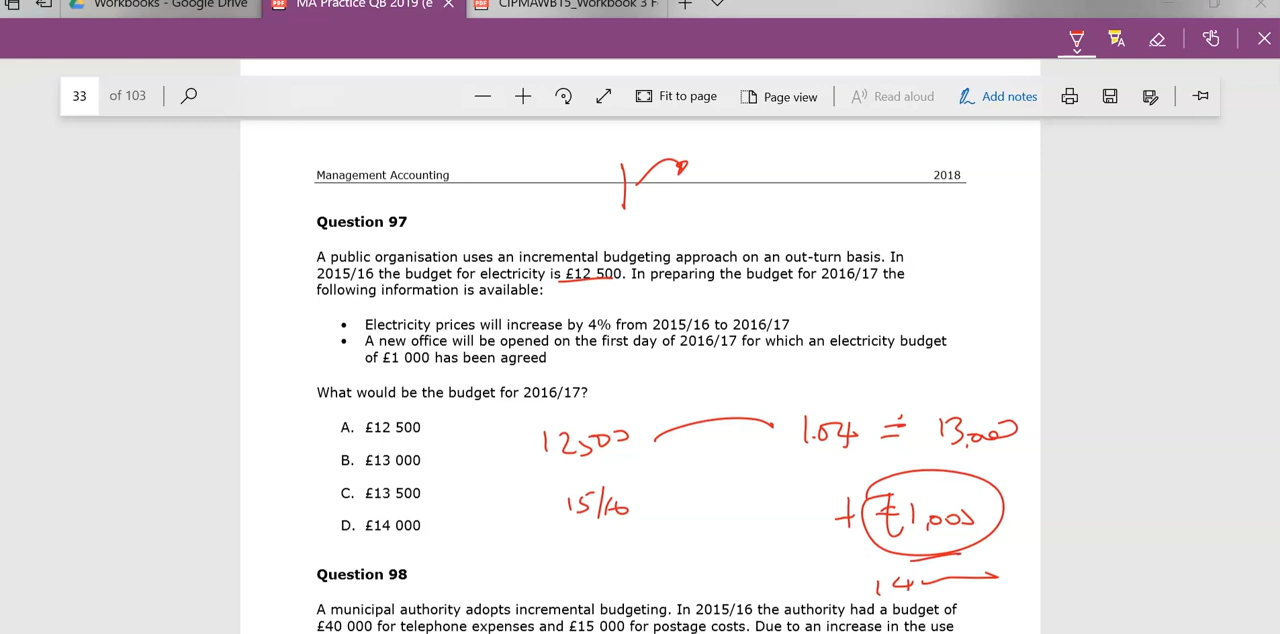 Workbooks - Google Drive
MA Practice QB 2019 (e
CIPMAWB15_Workbook 3 F
33 of 103
Fit to page
Page view
Read aloud
Add notes
Management Accounting
2018
Question 97
A public organisation uses an incremental budgeting approach on an out-turn basis. In
2015/16 the budget for electricity is £12 500. In preparing the budget for 2016/17 the
following information is available:
• Electricity prices will increase by 4% from 2015/16 to 2016/17
• A new office will be opened on the first day of 2016/17 for which an electricity budget
of £1 000 has been agreed
What would be the budget for 2016/17?
A. £12 500
B. £13 000
C. £13 500
D. £14 000
12500 1.04 = 13,000
15/16
+ £1,000
14
Question 98
A municipal authority adopts incremental budgeting. In 2015/16 the authority had a budget of
£40 000 for telephone expenses and £15 000 for postage costs. Due to an increase in the use